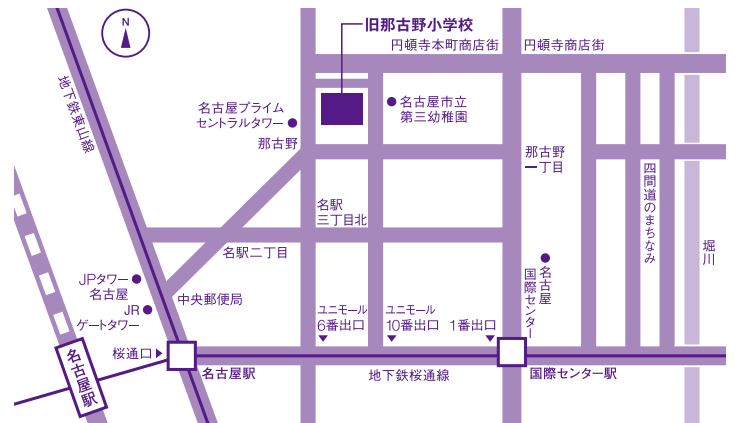 N
旧那古野小学校
円頓寺本町商店街
円頓寺商店街
地下鉄東山線
名古屋プライム
セントラルタワー
名古屋市立
第三幼稚園
那古野
那古野
一丁目
四間道のまちなみ
名駅
三丁目北
名駅二丁目
堀川
JPタワー
名古屋
中央郵便局
名古屋
国際センター
JR
ゲートタワー
ユニモール
6番出口
ユニモール
10番出口
1番出口
桜通口
名古屋駅
名古屋駅
地下鉄桜通線
国際センター駅